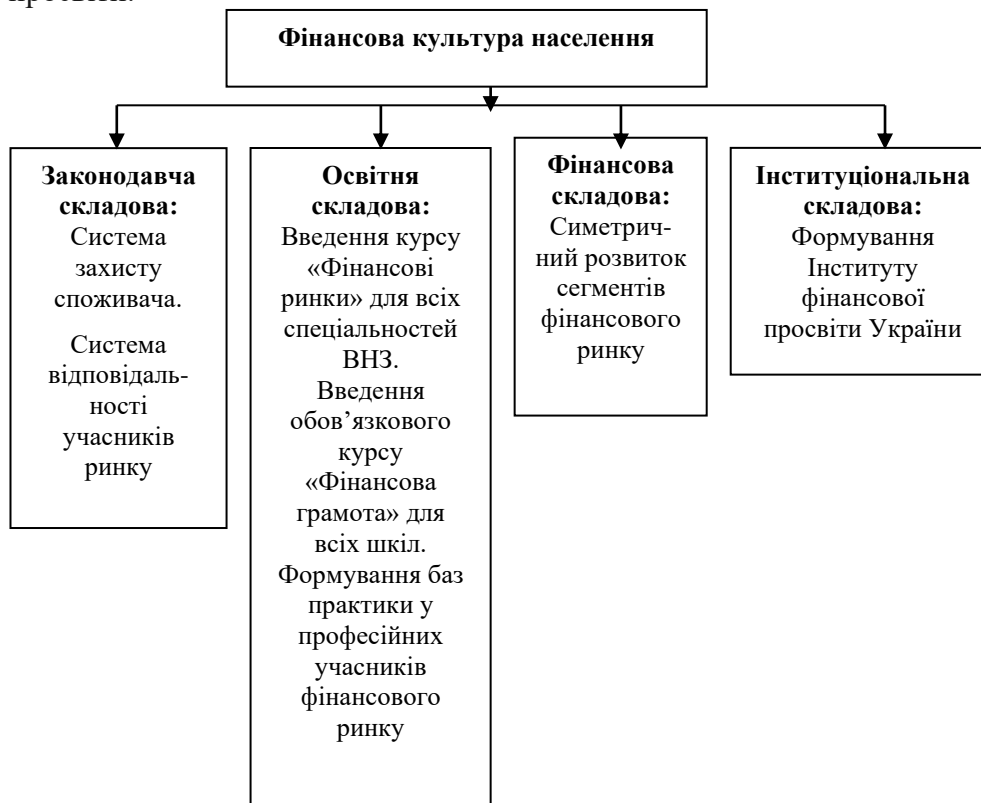 Фінансова культура населення
Законодавча
складова:
Система
захисту
споживача.
Система
відповідаль-
ності
учасників
ринку
Освітня
складова:
Введення курсу
«Фінансові
ринки» для всіх
спеціальностей
ВНЗ.
Введення
обов’язкового
курсу
«Фінансова
грамота» для
всіх шкіл.
Формування баз
практики у
професійних
учасників
фінансового
ринку
Фінансова
складова:
Симетрич-
ний розвиток
сегментів
фінансового
ринку
Інституціональна
складова:
Формування
Інституту
фінансової
просвіти України